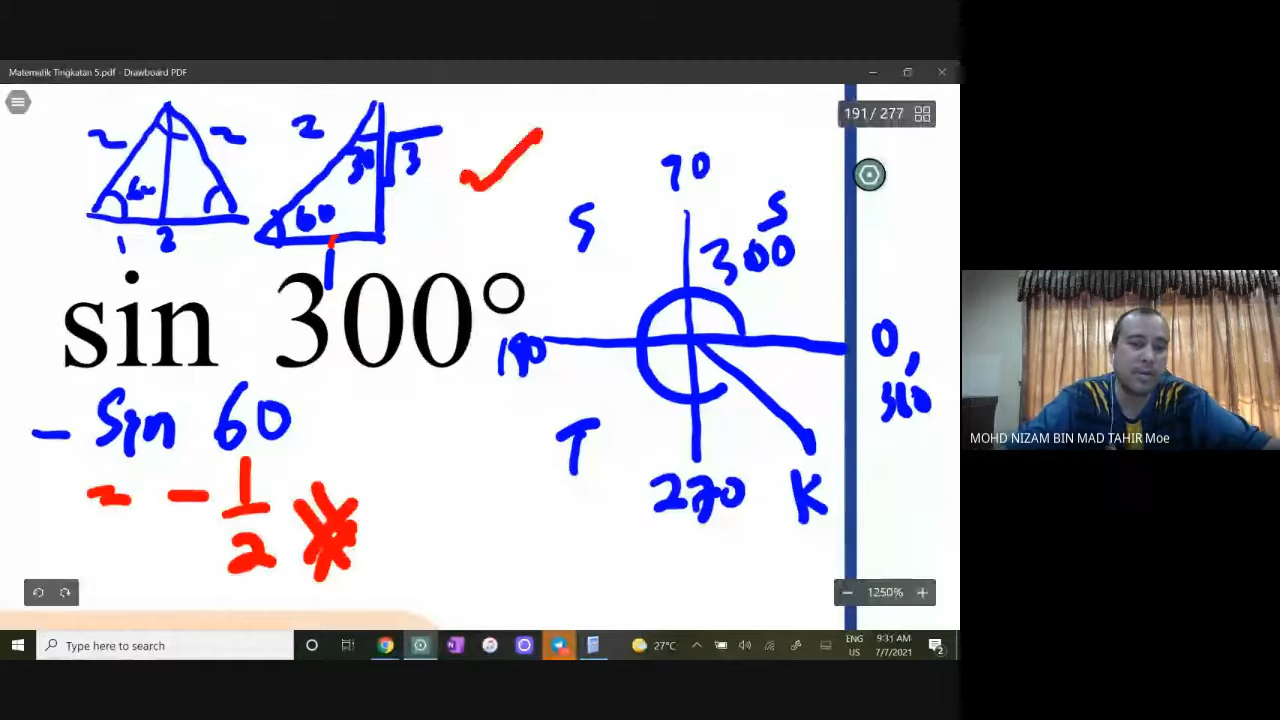 Matematik Tingkatan 5.pdf - Drawboard PDF
191 / 277
2 2 60 1 2
2 30 √3 60 1
sin 300°
- Sin 60
= - 1/2
90
S S
300
180 0, 360
T 270 K
1250%
MOHD NIZAM BIN MAD TAHIR Moe
Type here to search
27°C
ENG
US
9:31 AM
7/7/2021
2